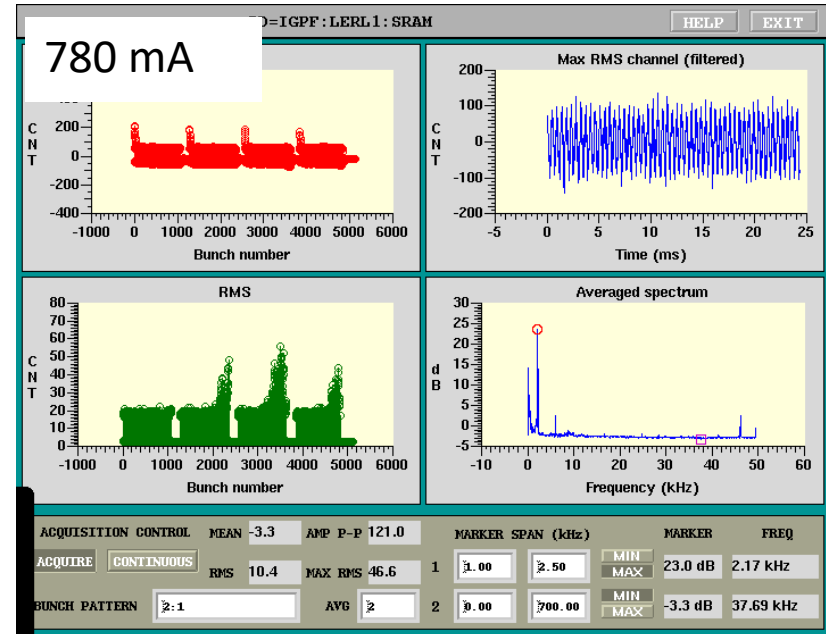 D=IGPF:LERL1:SRAM
HELP EXIT
780 mA
200
0
-200
-400
CNT
-1000 0 1000 2000 3000 4000 5000 6000
Bunch number
Max RMS channel (filtered)
200
100
0
-100
-200
CNT
-5 0 5 10 15 20 25
Time (ms)
RMS
80
70
60
50
40
30
20
10
0
CNT
-1000 0 1000 2000 3000 4000 5000 6000
Bunch number
Averaged spectrum
30
25
20
15
10
5
0
-5
dB
-10 0 10 20 30 40 50 60
Frequency (kHz)
ACQUISITION CONTROL MEAN -3.3 AMP P-P 121.0
ACQUIRE CONTINUOUS RMS 10.4 MAX RMS 46.6
BUNCH PATTERN 2:1 AVG 2
MARKER SPAN (kHz) MARKER FREQ
1 1.00 2.50 MIN MAX 23.0 dB 2.17 kHz
2 0.00 700.00 MIN MAX -3.3 dB 37.69 kHz